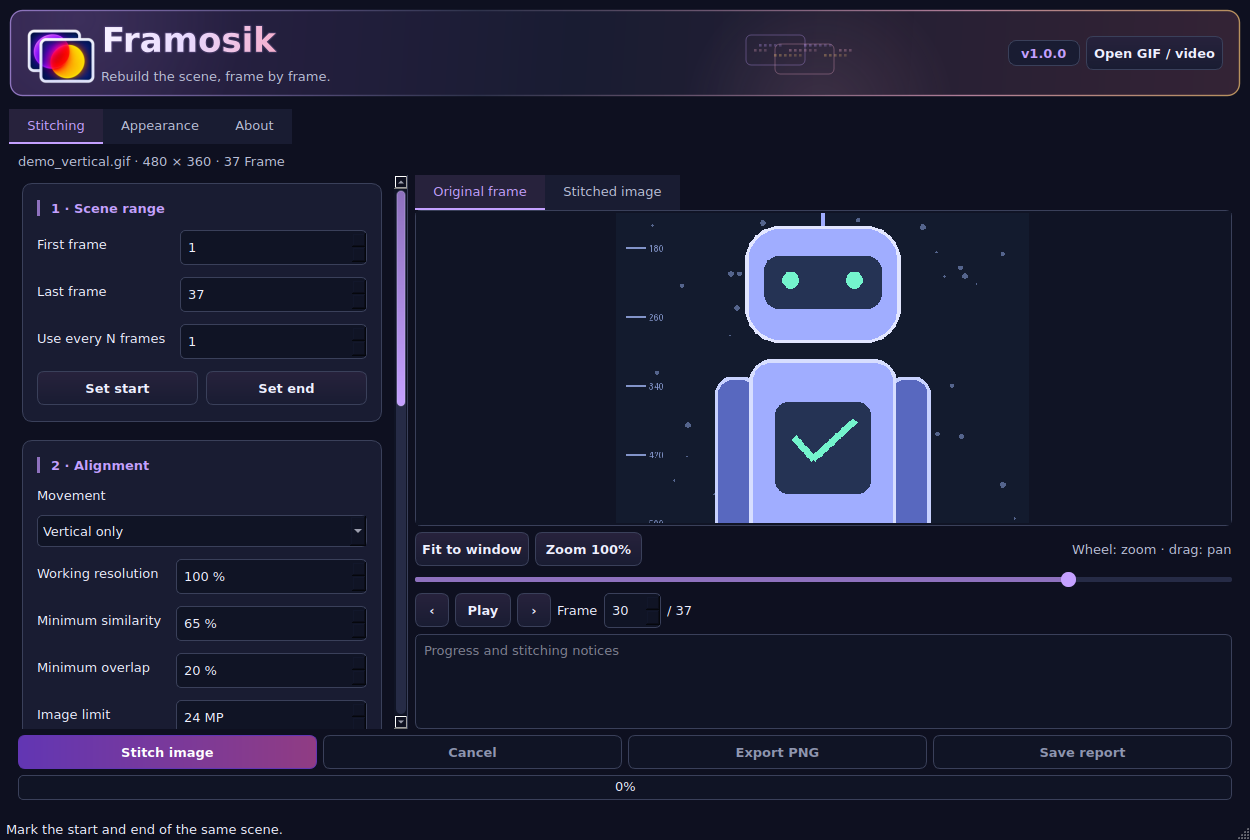 Framosik
Rebuild the scene, frame by frame.
v1.0.0
Open GIF / video
Stitching
Appearance
About
demo_vertical.gif · 480 × 360 · 37 Frame
1 · Scene range
First frame
1
Last frame
37
Use every N frames
1
Set start
Set end
2 · Alignment
Movement
Vertical only
Working resolution
100 %
Minimum similarity
65 %
Minimum overlap
20 %
Image limit
24 MP
Original frame
Stitched image
180
260
340
420
500
Fit to window
Zoom 100%
Wheel: zoom · drag: pan
‹
Play
›
Frame
30
/ 37
Progress and stitching notices
Stitch image
Cancel
Export PNG
Save report
0%
Mark the start and end of the same scene.